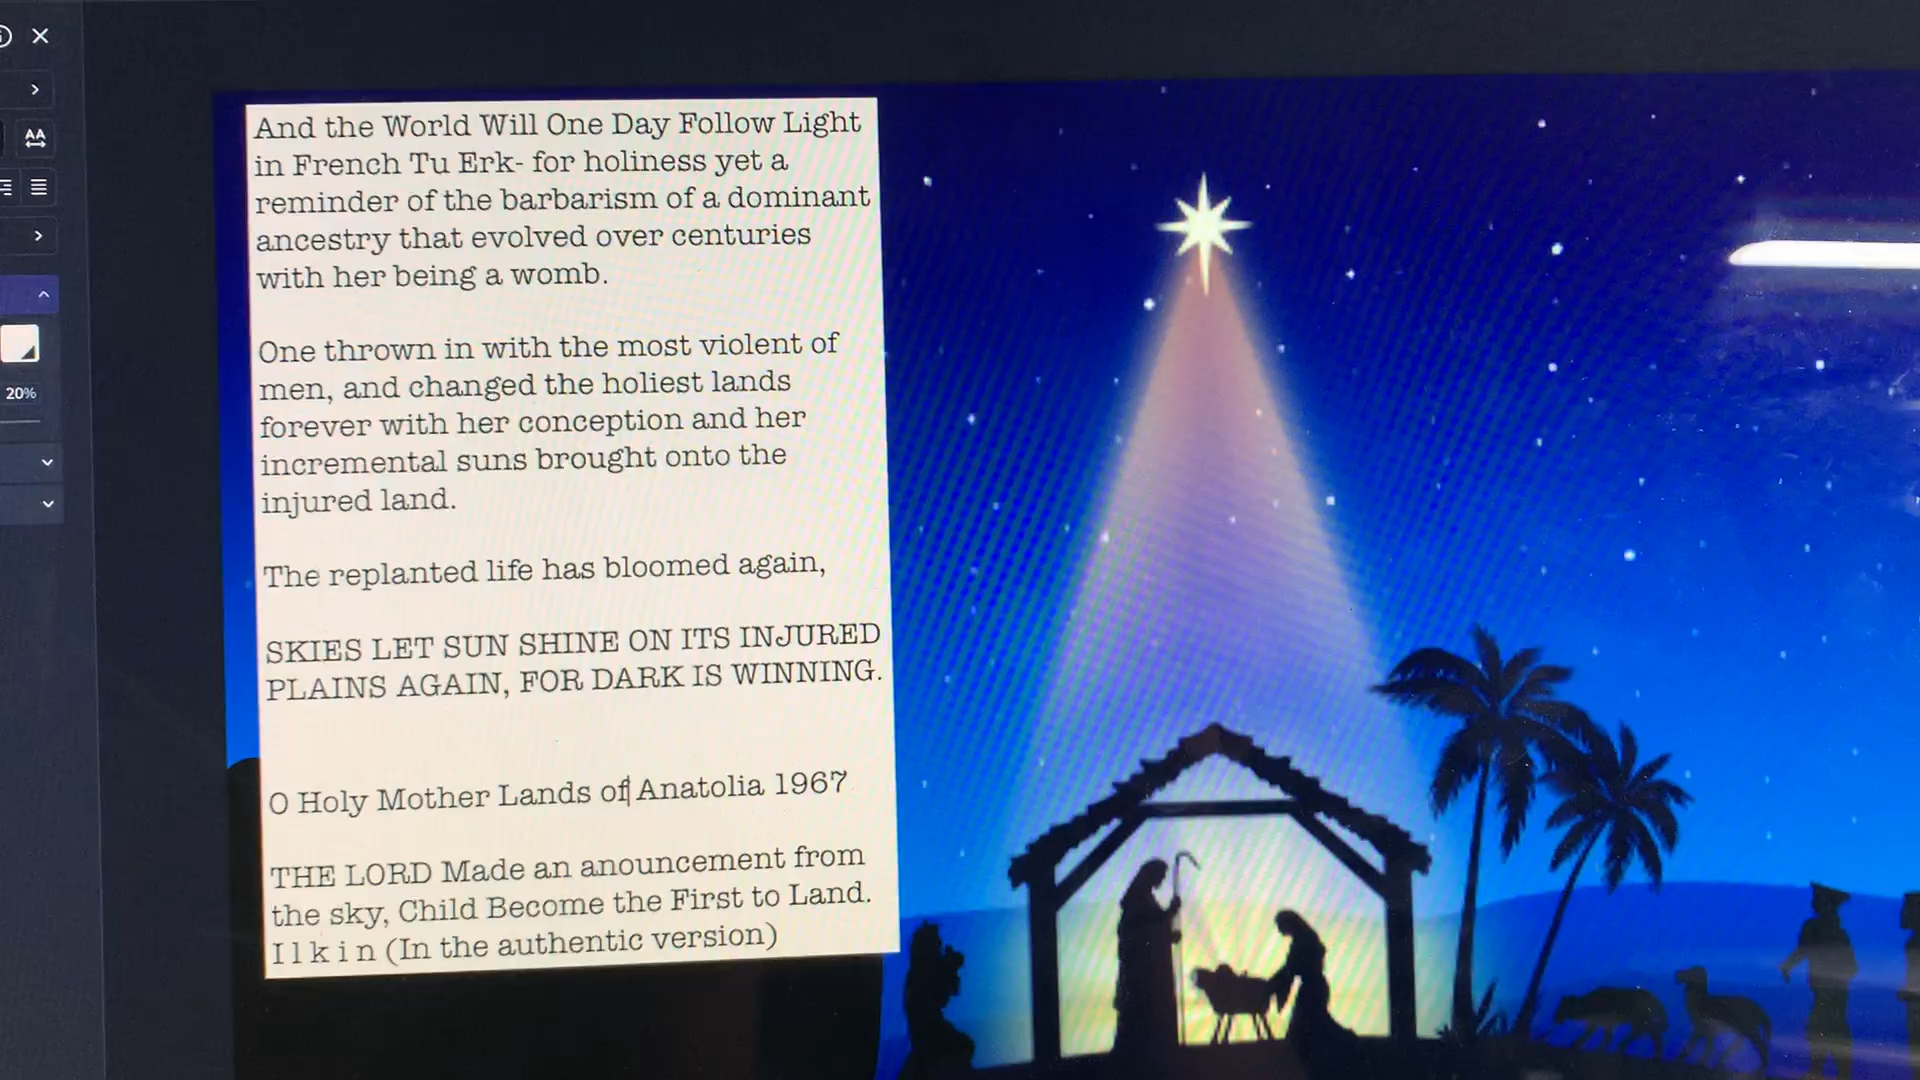 AA
20%
And the World Will One Day Follow Light
in French Tu Erk- for holiness yet a
reminder of the barbarism of a dominant
ancestry that evolved over centuries
with her being a womb.
One thrown in with the most violent of
men, and changed the holiest lands
forever with her conception and her
incremental suns brought onto the
injured land.
The replanted life has bloomed again,
SKIES LET SUN SHINE ON ITS INJURED
PLAINS AGAIN, FOR DARK IS WINNING.
O Holy Mother Lands of Anatolia 1967
THE LORD Made an anouncement from
the sky, Child Become the First to Land.
I l k i n (In the authentic version)